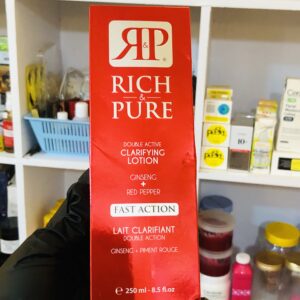 R&P
RICH
&
PURE
DOUBLE ACTIVE
CLARIFYING
LOTION
GINSENG
+
RED PEPPER
FAST ACTION
LAIT CLARIFIANT
DOUBLE ACTION
GINSENG + PIMENT ROUGE
e 250 ml - 8.5 fl.oz